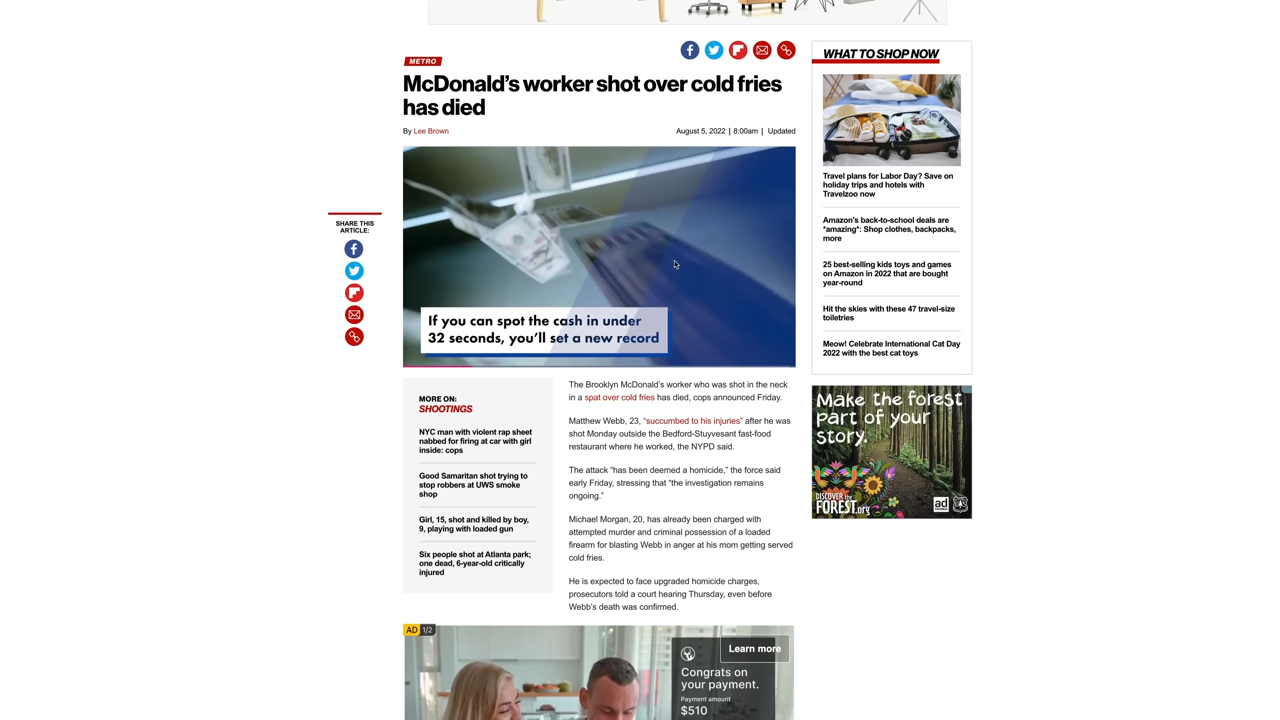 METRO
McDonald's worker shot over cold fries
has died
By Lee Brown
August 5, 2022 | 8:00am | Updated
SHARE THIS
ARTICLE:
If you can spot the cash in under
32 seconds, you'll set a new record
MORE ON:
SHOOTINGS
NYC man with violent rap sheet
nabbed for firing at car with girl
inside: cops
Good Samaritan shot trying to
stop robbers at UWS smoke
shop
Girl, 15, shot and killed by boy,
9, playing with loaded gun
Six people shot at Atlanta park;
one dead, 6-year-old critically
injured
The Brooklyn McDonald's worker who was shot in the neck
in a spat over cold fries has died, cops announced Friday.
Matthew Webb, 23, “succumbed to his injuries” after he was
shot Monday outside the Bedford-Stuyvesant fast-food
restaurant where he worked, the NYPD said.
The attack “has been deemed a homicide,” the force said
early Friday, stressing that “the investigation remains
ongoing.”
Michael Morgan, 20, has already been charged with
attempted murder and criminal possession of a loaded
firearm for blasting Webb in anger at his mom getting served
cold fries.
He is expected to face upgraded homicide charges,
prosecutors told a court hearing Thursday, even before
Webb's death was confirmed.
AD 1/2
Learn more
Congrats on
your payment.
Payment amount
$510
WHAT TO SHOP NOW
Travel plans for Labor Day? Save on
holiday trips and hotels with
Travelzoo now
Amazon's back-to-school deals are
*amazing*: Shop clothes, backpacks,
more
25 best-selling kids toys and games
on Amazon in 2022 that are bought
year-round
Hit the skies with these 47 travel-size
toiletries
Meow! Celebrate International Cat Day
2022 with the best cat toys
Make the forest
part of your
story.
DISCOVER the
FOREST.org
ad